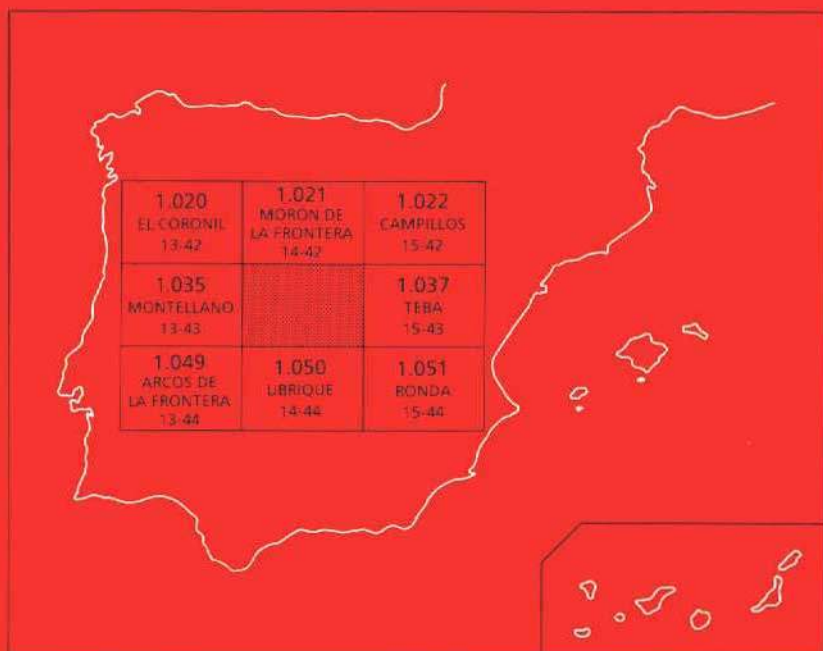 1.020
EL CORONIL
13-42
1.021
MORON DE
LA FRONTERA
14-42
1.022
CAMPILLOS
15-42
1.035
MONTELLANO
13-43
1.037
TEBA
15-43
1.049
ARCOS DE
LA FRONTERA
13-44
1.050
UBRIQUE
14-44
1.051
RONDA
15-44